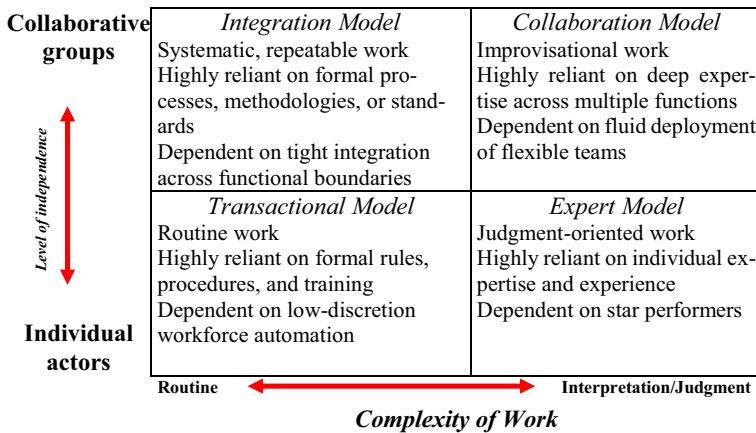 Collaborative
groups
Level of independence
Individual
actors
Integration Model
Systematic, repeatable work
Highly reliant on formal pro-
cesses, methodologies, or stand-
ards
Dependent on tight integration
across functional boundaries
Collaboration Model
Improvisational work
Highly reliant on deep exper-
tise across multiple functions
Dependent on fluid deployment
of flexible teams
Transactional Model
Routine work
Highly reliant on formal rules,
procedures, and training
Dependent on low-discretion
workforce automation
Expert Model
Judgment-oriented work
Highly reliant on individual ex-
pertise and experience
Dependent on star performers
Routine
Interpretation/Judgment
Complexity of Work